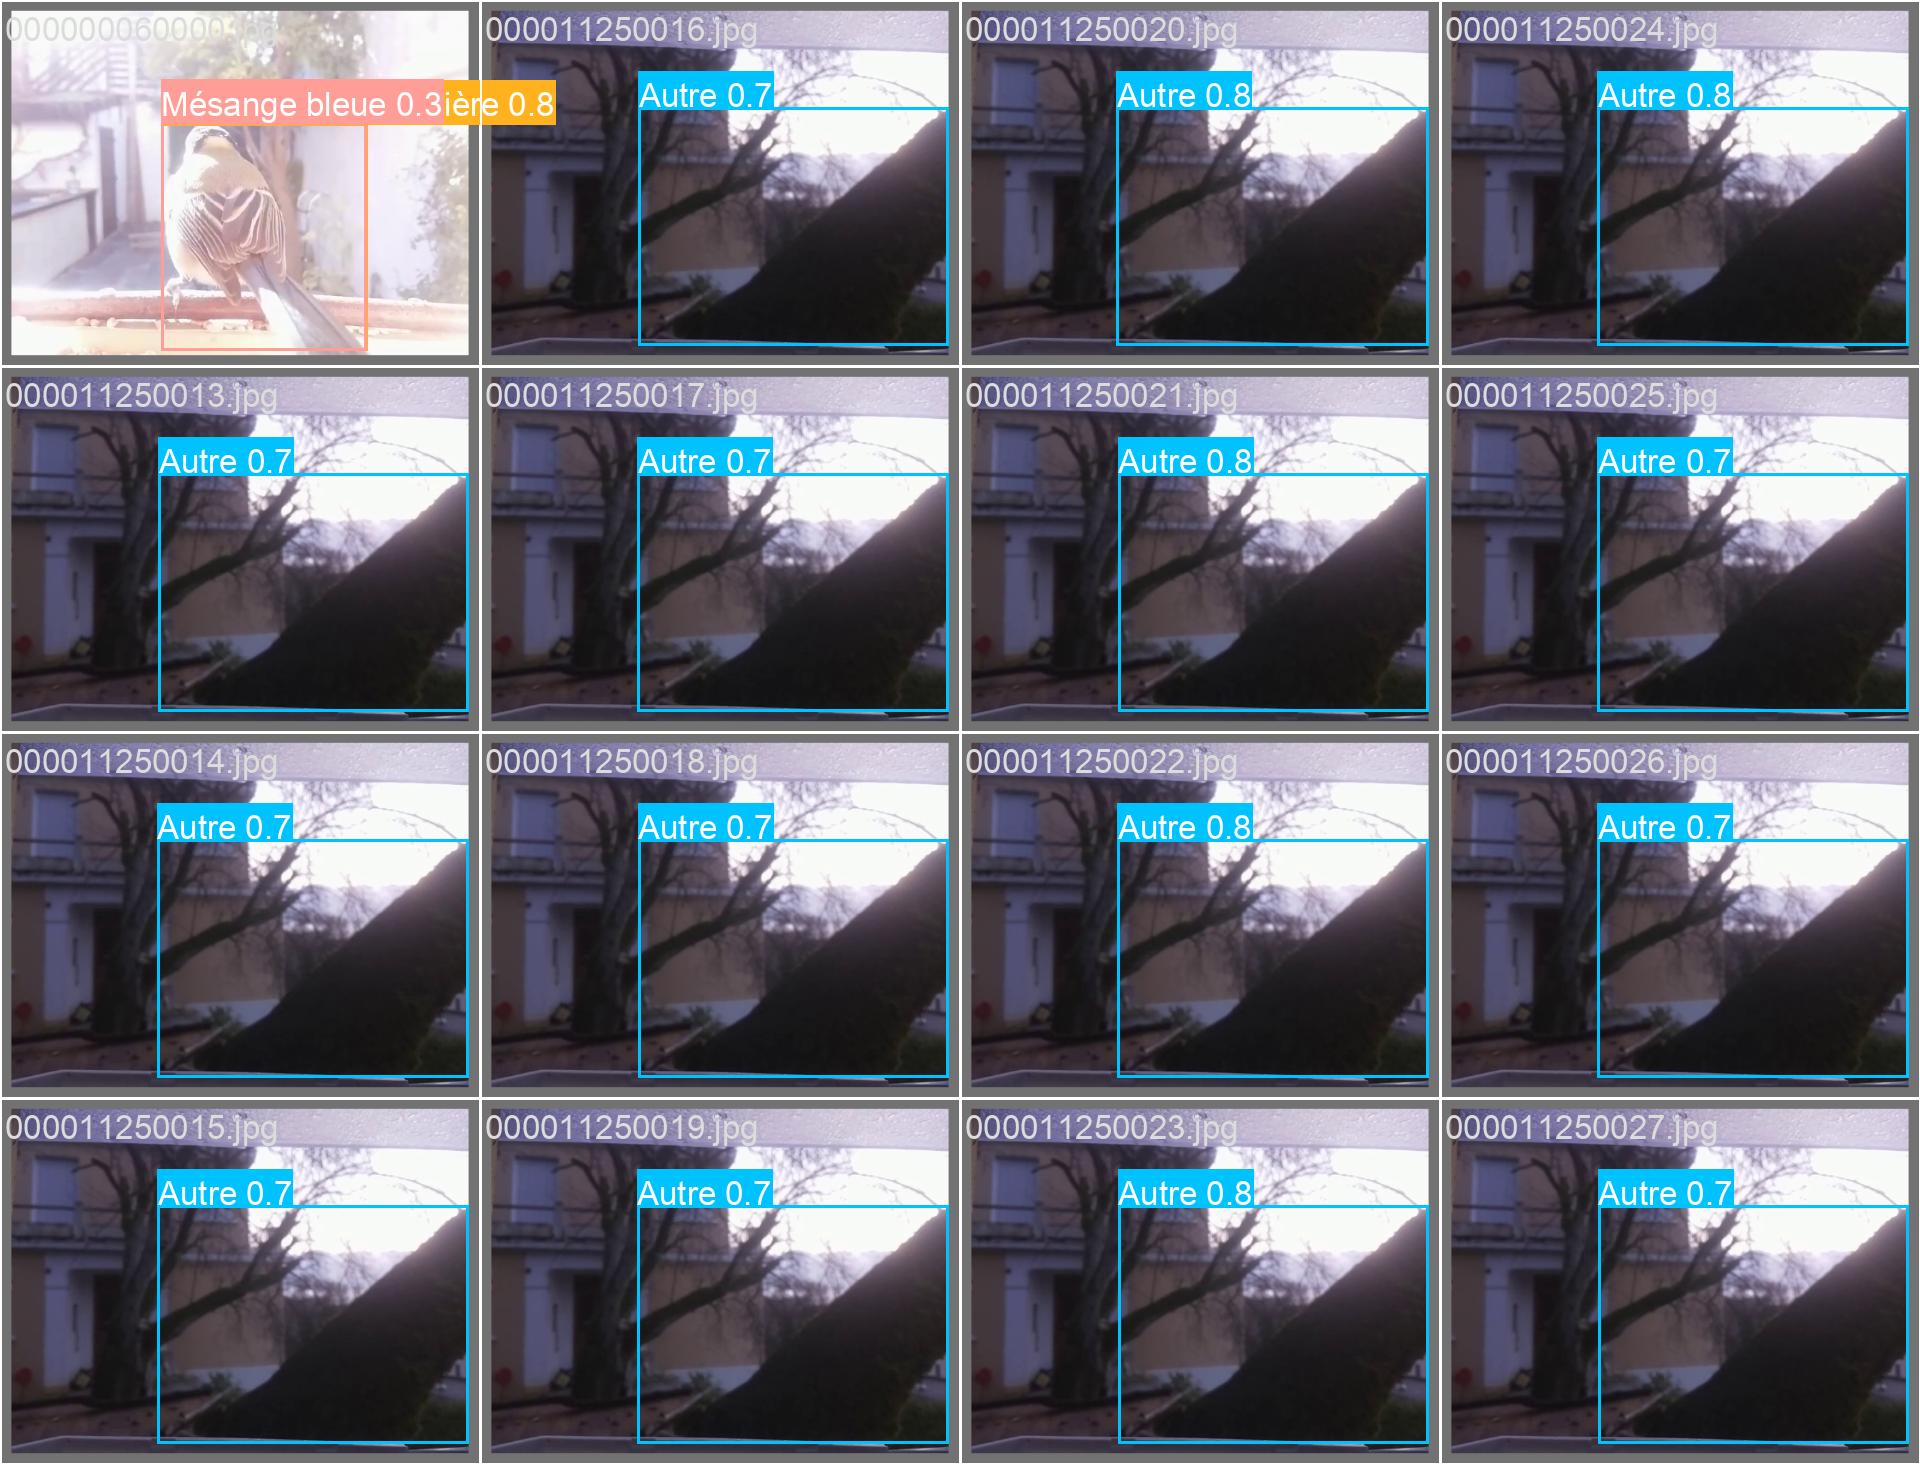 000000060000.jpg
Mésange bleue 0.3
ière 0.8
000011250016.jpg
Autre 0.7
000011250020.jpg
Autre 0.8
000011250024.jpg
Autre 0.8
000011250013.jpg
Autre 0.7
000011250017.jpg
Autre 0.7
000011250021.jpg
Autre 0.8
000011250025.jpg
Autre 0.7
000011250014.jpg
Autre 0.7
000011250018.jpg
Autre 0.7
000011250022.jpg
Autre 0.8
000011250026.jpg
Autre 0.7
000011250015.jpg
Autre 0.7
000011250019.jpg
Autre 0.7
000011250023.jpg
Autre 0.8
000011250027.jpg
Autre 0.7